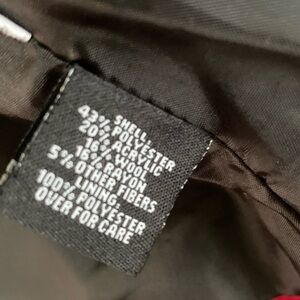 SHELL
43% POLYESTER
20% ACRYLIC
16% WOOL
16% RAYON
5% OTHER FIBERS
LINING
100% POLYESTER
OVER FOR CARE